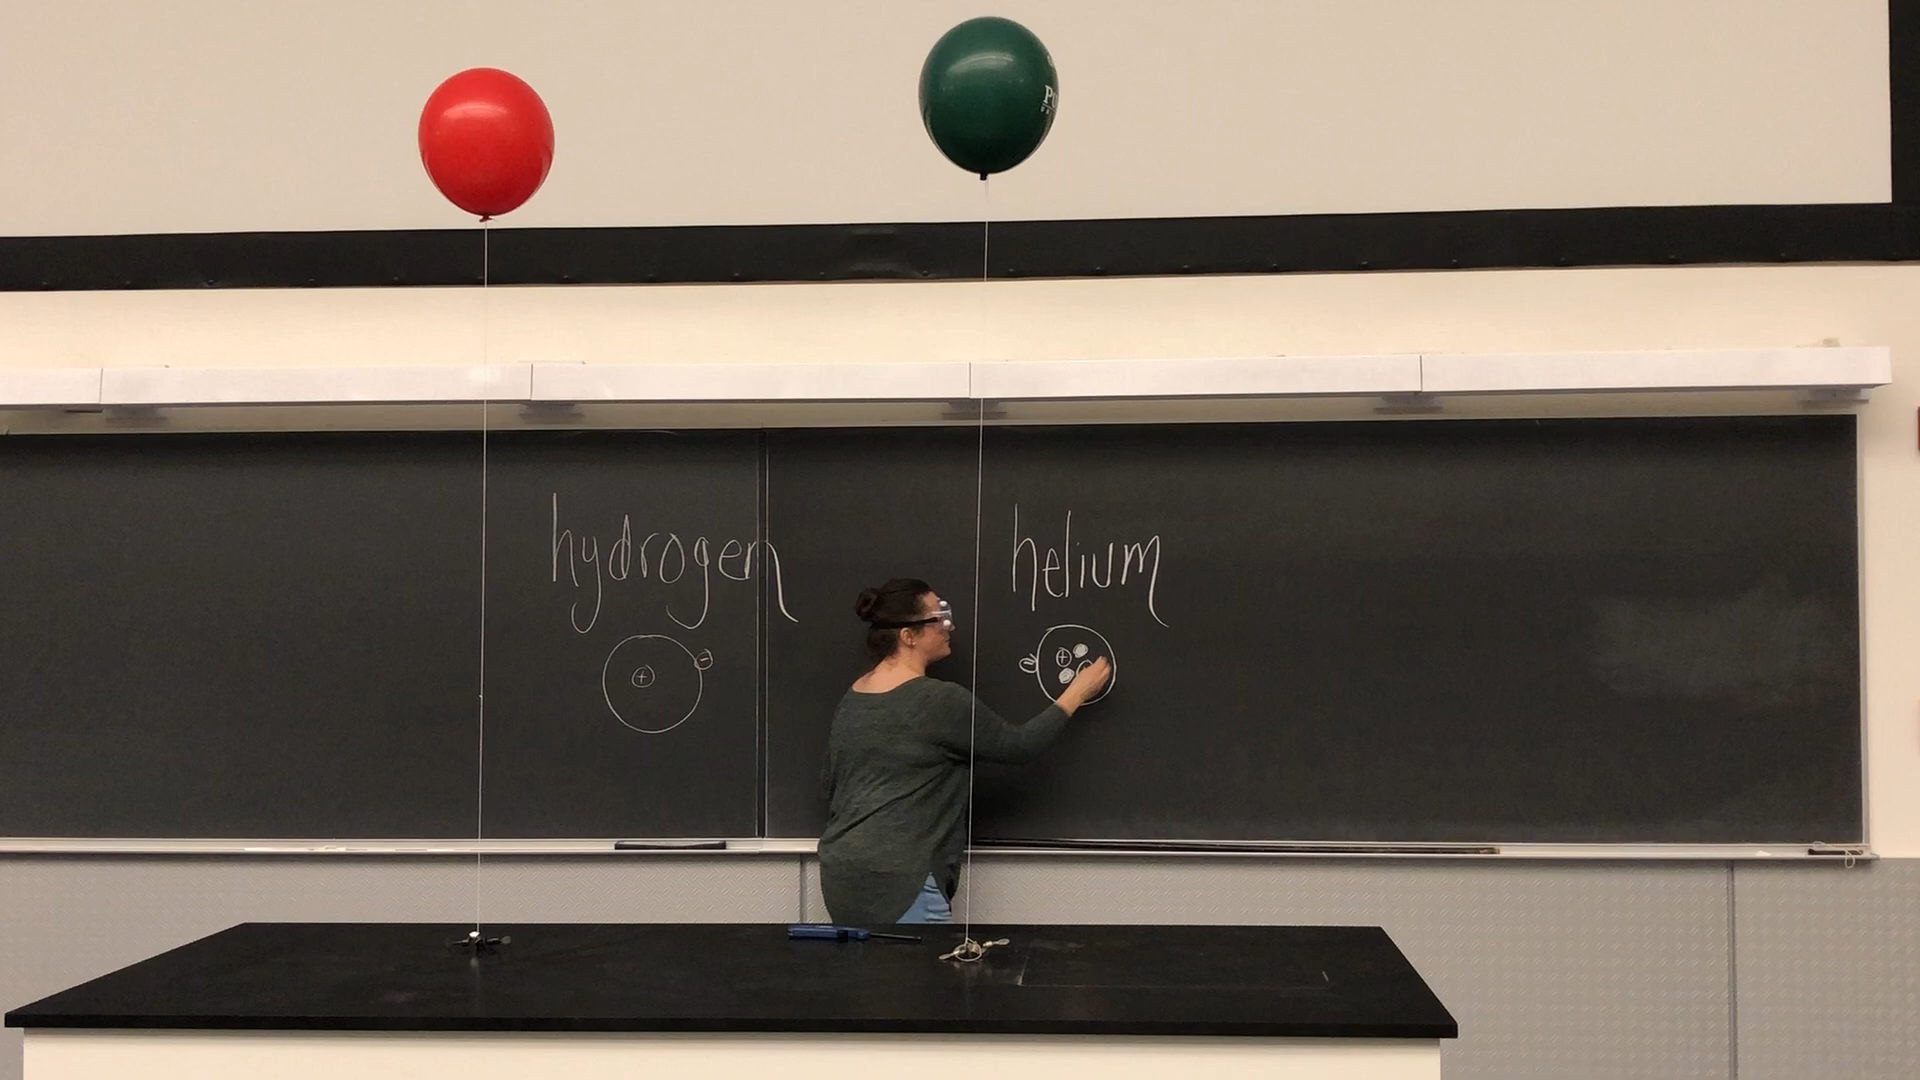 hydrogen
helium
+
-
+